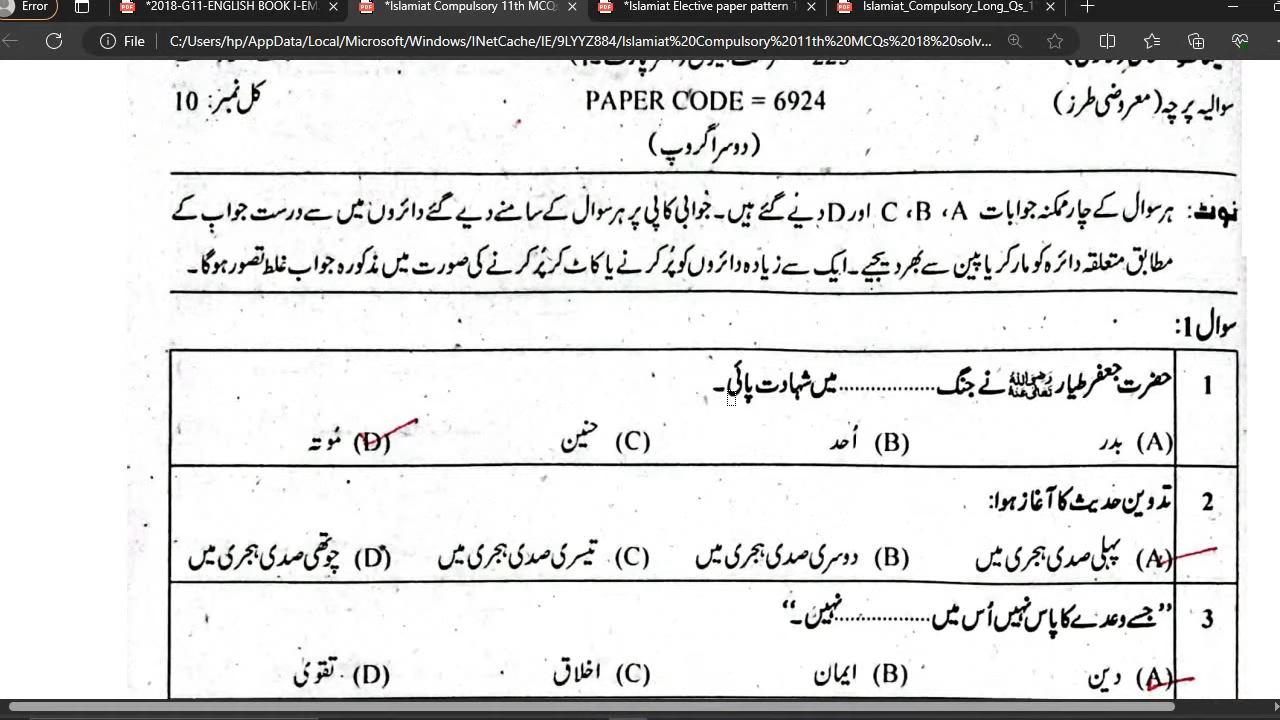 Error
*2018-G11-ENGLISH BOOK I-EM
*Islamiat Compulsory 11th MCQ
*Islamiat Elective paper pattern 1
Islamiat_Compulsory_Long_Qs_1
File
C:/Users/hp/AppData/Local/Microsoft/Windows/INetCache/IE/9LYYZ884/Islamiat%20Compulsory%2011th%20MCQs%202018%20solv...
سوالیہ پرچہ (معروضی طرز) PAPER CODE = 6924 کل نمبر: 10
(دوسرا گروپ)
نوٹ: ہر سوال کے چار ممکنہ جوابات C ،B ،A اور D دئیے گئے ہیں۔ جوابی کاپی پر ہر سوال کے سامنے دیے گئے دائروں میں سے درست جواب کے
مطابق متعلقہ دائرہ کو مارکر یا پین سے بھر دیجیے۔ ایک سے زیادہ دائروں کو پُر کرنے یا کاٹ کر پُر کرنے کی صورت میں مذکورہ جواب غلط تصور ہوگا۔
سوال 1:
1 حضرت جعفر طیار رضی اللہ تعالیٰ عنہ نے جنگ .................. میں شہادت پائی۔
(A) بدر (B) اُحد (C) حنین (D) مُوتہ
2 تدوین حدیث کا آغاز ہوا:
(A) پہلی صدی ہجری میں (B) دوسری صدی ہجری میں (C) تیسری صدی ہجری میں (D) چوتھی صدی ہجری میں
3 ”جسے وعدے کا پاس نہیں اُس میں .................. نہیں۔“
(A) دین (B) ایمان (C) اخلاق (D) تقویٰ